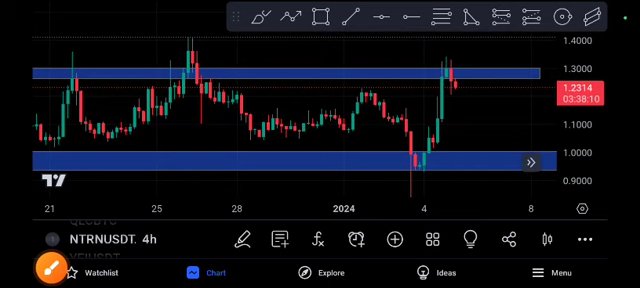 1.4000
1.3000
1.2314
03:38:10
1.1000
1.0000
0.9000
21
25
28
2024
4
8
NTRNUSDT. 4h
Watchlist
Chart
Explore
Ideas
Menu